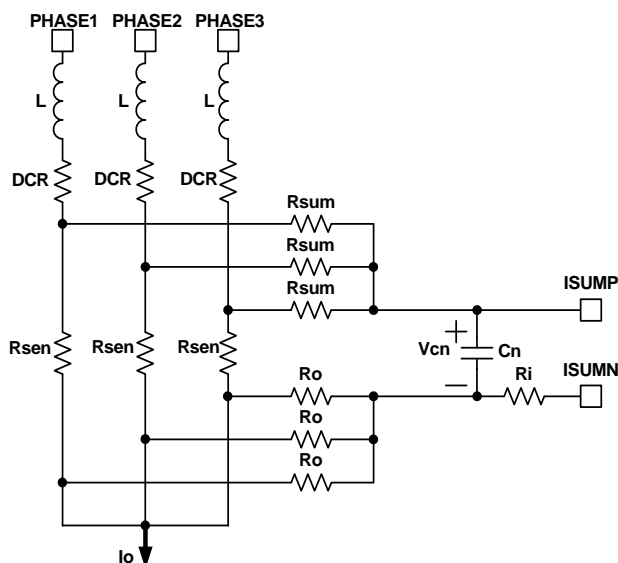 PHASE1 PHASE2 PHASE3
L L L
DCR DCR DCR
Rsum
Rsum
Rsum
ISUMP
Rsen Rsen Rsen
+
Vcn Cn
−
Ro
Ri
ISUMN
Ro
Ro
Io